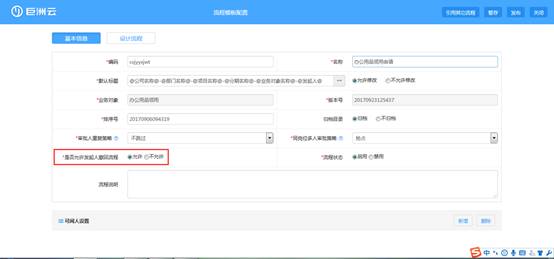 巨洲云
流程模板配置
引用其它流程 暂存 发布 关闭
基本信息 设计流程
*编码 xsjyysjwt *名称 办公用品领用申请
*默认标题 @公司名称@-@部门名称@-@项目名称@-@分期名称@-@业务对象名称@-@发起人@ ... 允许修改 不允许修改
*业务对象 办公用品领用 *版本号 20170923125437
*排序号 20170906094319 归档目录 归档 不归档
*审批人重复策略 不跳过 *同岗位多人审批策略 抢占
*是否允许发起人撤回流程 允许 不允许 *流程状态 启用 禁用
流程说明
可阅人设置 新增 删除
中